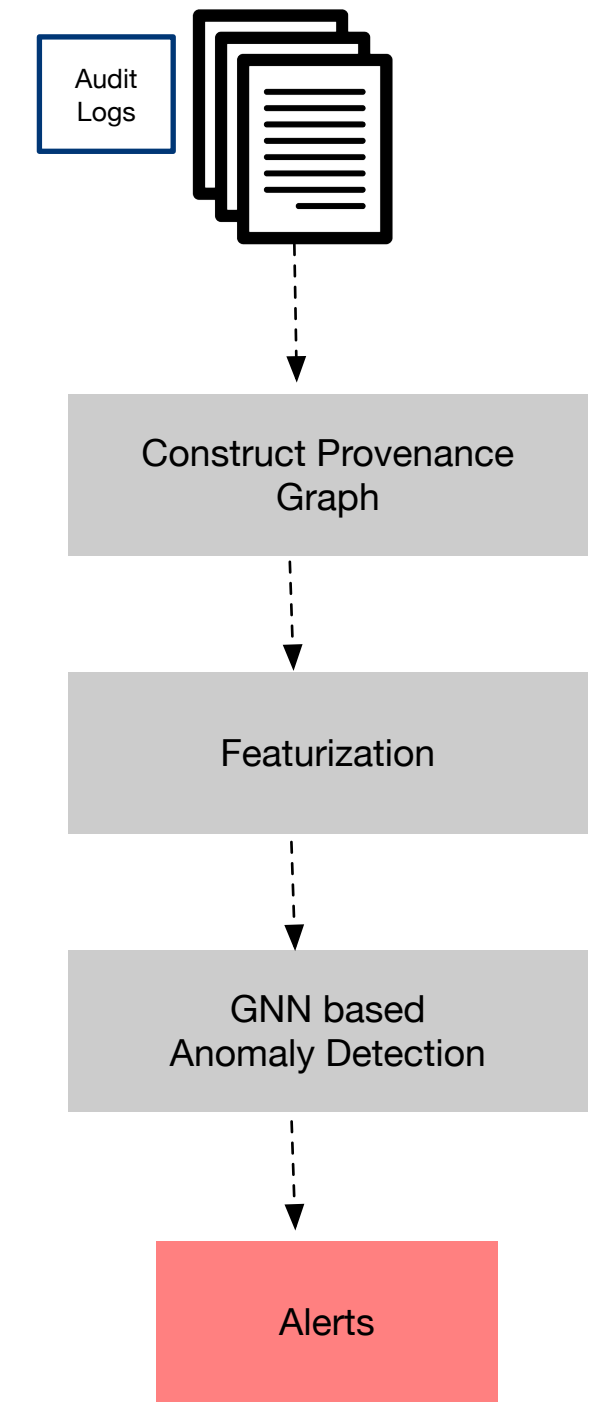 Audit
Logs
Construct Provenance
Graph
Featurization
GNN based
Anomaly Detection
Alerts